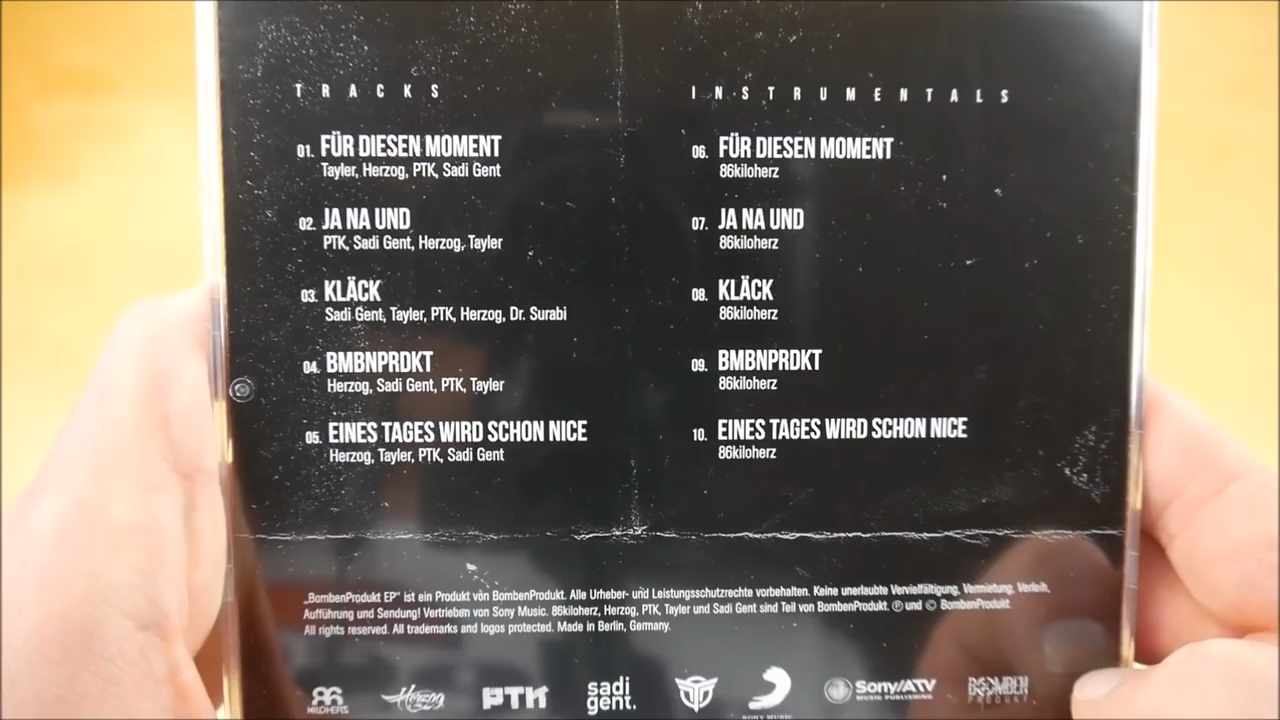 TRACKS
01. FÜR DIESEN MOMENT
Tayler, Herzog, PTK, Sadi Gent
02. JA NA UND
PTK, Sadi Gent, Herzog, Tayler
03. KLÄCK
Sadi Gent, Tayler, PTK, Herzog, Dr. Surabi
04. BMBNPRDKT
Herzog, Sadi Gent, PTK, Tayler
05. EINES TAGES WIRD SCHON NICE
Herzog, Tayler, PTK, Sadi Gent
INSTRUMENTALS
06. FÜR DIESEN MOMENT
86kiloherz
07. JA NA UND
86kiloherz
08. KLÄCK
86kiloherz
09. BMBNPRDKT
86kiloherz
10. EINES TAGES WIRD SCHON NICE
86kiloherz
„BombenProdukt EP“ ist ein Produkt von BombenProdukt. Alle Urheber- und Leistungsschutzrechte vorbehalten. Keine unerlaubte Vervielfältigung, Vermietung, Verleih,
Aufführung und Sendung! Vertrieben von Sony Music. 86kiloherz, Herzog, PTK, Tayler und Sadi Gent sind Teil von BombenProdukt. ℗ und © BombenProdukt.
All rights reserved. All trademarks and logos protected. Made in Berlin, Germany.
86
KILOHERZ
Herzog
PTK
sadi
gent.
SONY MUSIC
Sony/ATV
MUSIC PUBLISHING
BOMBEN
PRODUKT